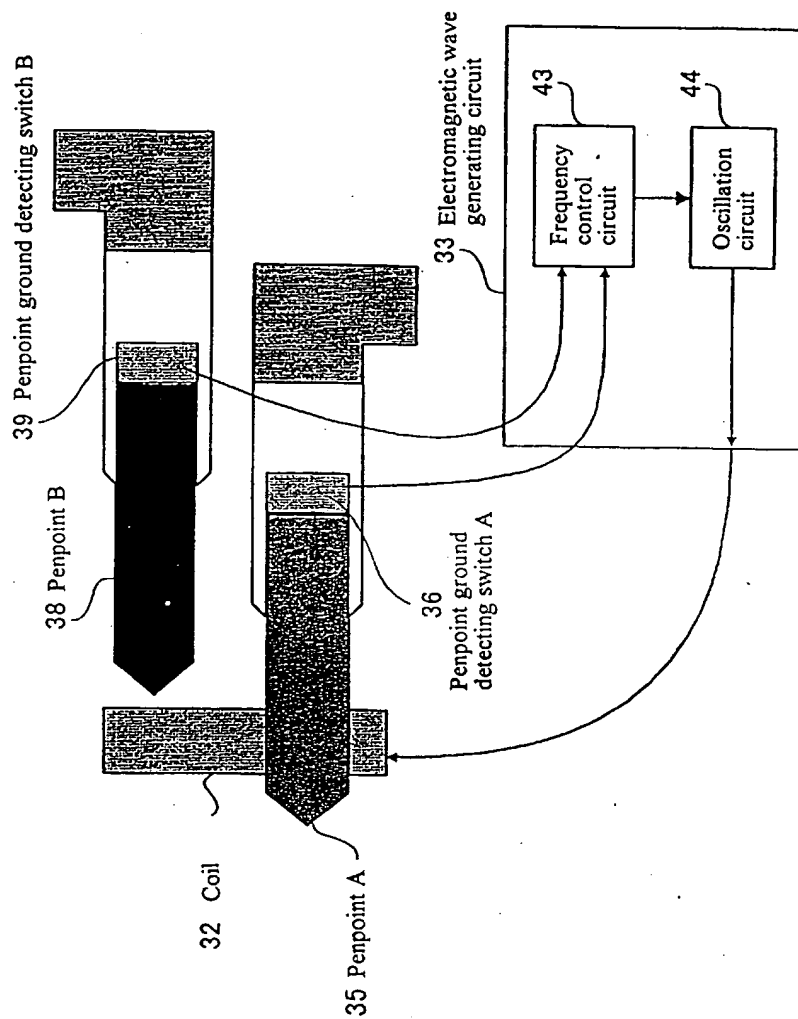 39 Penpoint ground detecting switch B
38 Penpoint B
36
Penpoint ground
detecting switch A
32 Coil
35 Penpoint A
33 Electromagnetic wave
generating circuit
43
Frequency
control
circuit
44
Oscillation
circuit